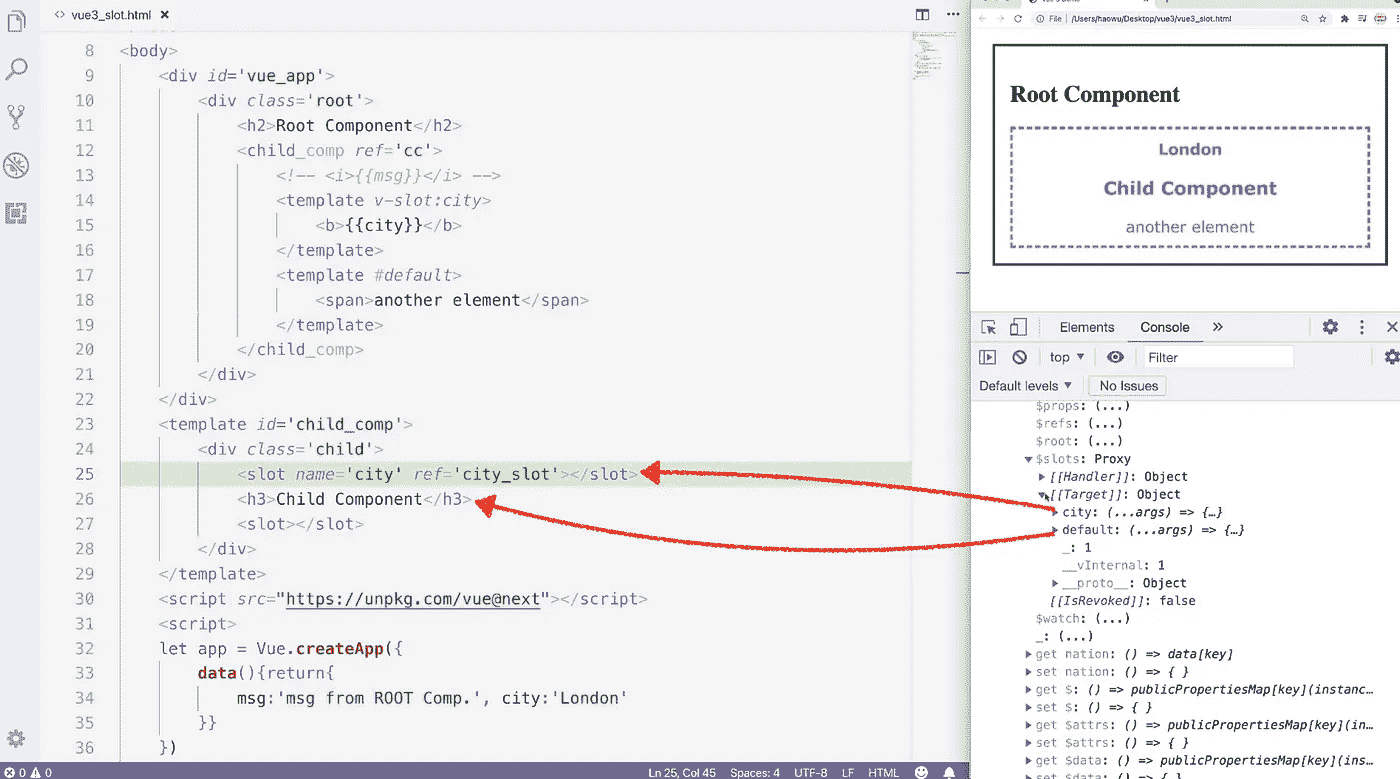 vue3_slot.html
8 <body>
9 <div id='vue_app'>
10 <div class='root'>
11 <h2>Root Component</h2>
12 <child_comp ref='cc'>
13 <!-- <i>{{msg}}</i> -->
14 <template v-slot:city>
15 <b>{{city}}</b>
16 </template>
17 <template #default>
18 <span>another element</span>
19 </template>
20 </child_comp>
21 </div>
22 </div>
23 <template id='child_comp'>
24 <div class='child'>
25 <slot name='city' ref='city_slot'></slot>
26 <h3>Child Component</h3>
27 <slot></slot>
28 </div>
29 </template>
30 <script src="https://unpkg.com/vue@next"></script>
31 <script>
32 let app = Vue.createApp({
33 data(){return{
34 msg:'msg from ROOT Comp.', city:'London'
35 }}
36 })
0 0
Ln 25, Col 45 Spaces: 4 UTF-8 LF HTML
File | /Users/haowu/Desktop/vue3/vue3_slot.html
Root Component
London
Child Component
another element
Elements Console »
top Filter
Default levels No Issues
$props: (...)
$refs: (...)
$root: (...)
$slots: Proxy
[[Handler]]: Object
[[Target]]: Object
city: (...args) => {…}
default: (...args) => {…}
_: 1
__vInternal: 1
__proto__: Object
[[IsRevoked]]: false
$watch: (...)
_: (...)
get nation: () => data[key]
set nation: () => { }
get $: () => publicPropertiesMap[key](instanc…
set $: () => { }
get $attrs: () => publicPropertiesMap[key](in…
set $attrs: () => { }
get $data: () => publicPropertiesMap[key](ins…
set $data: () => { }